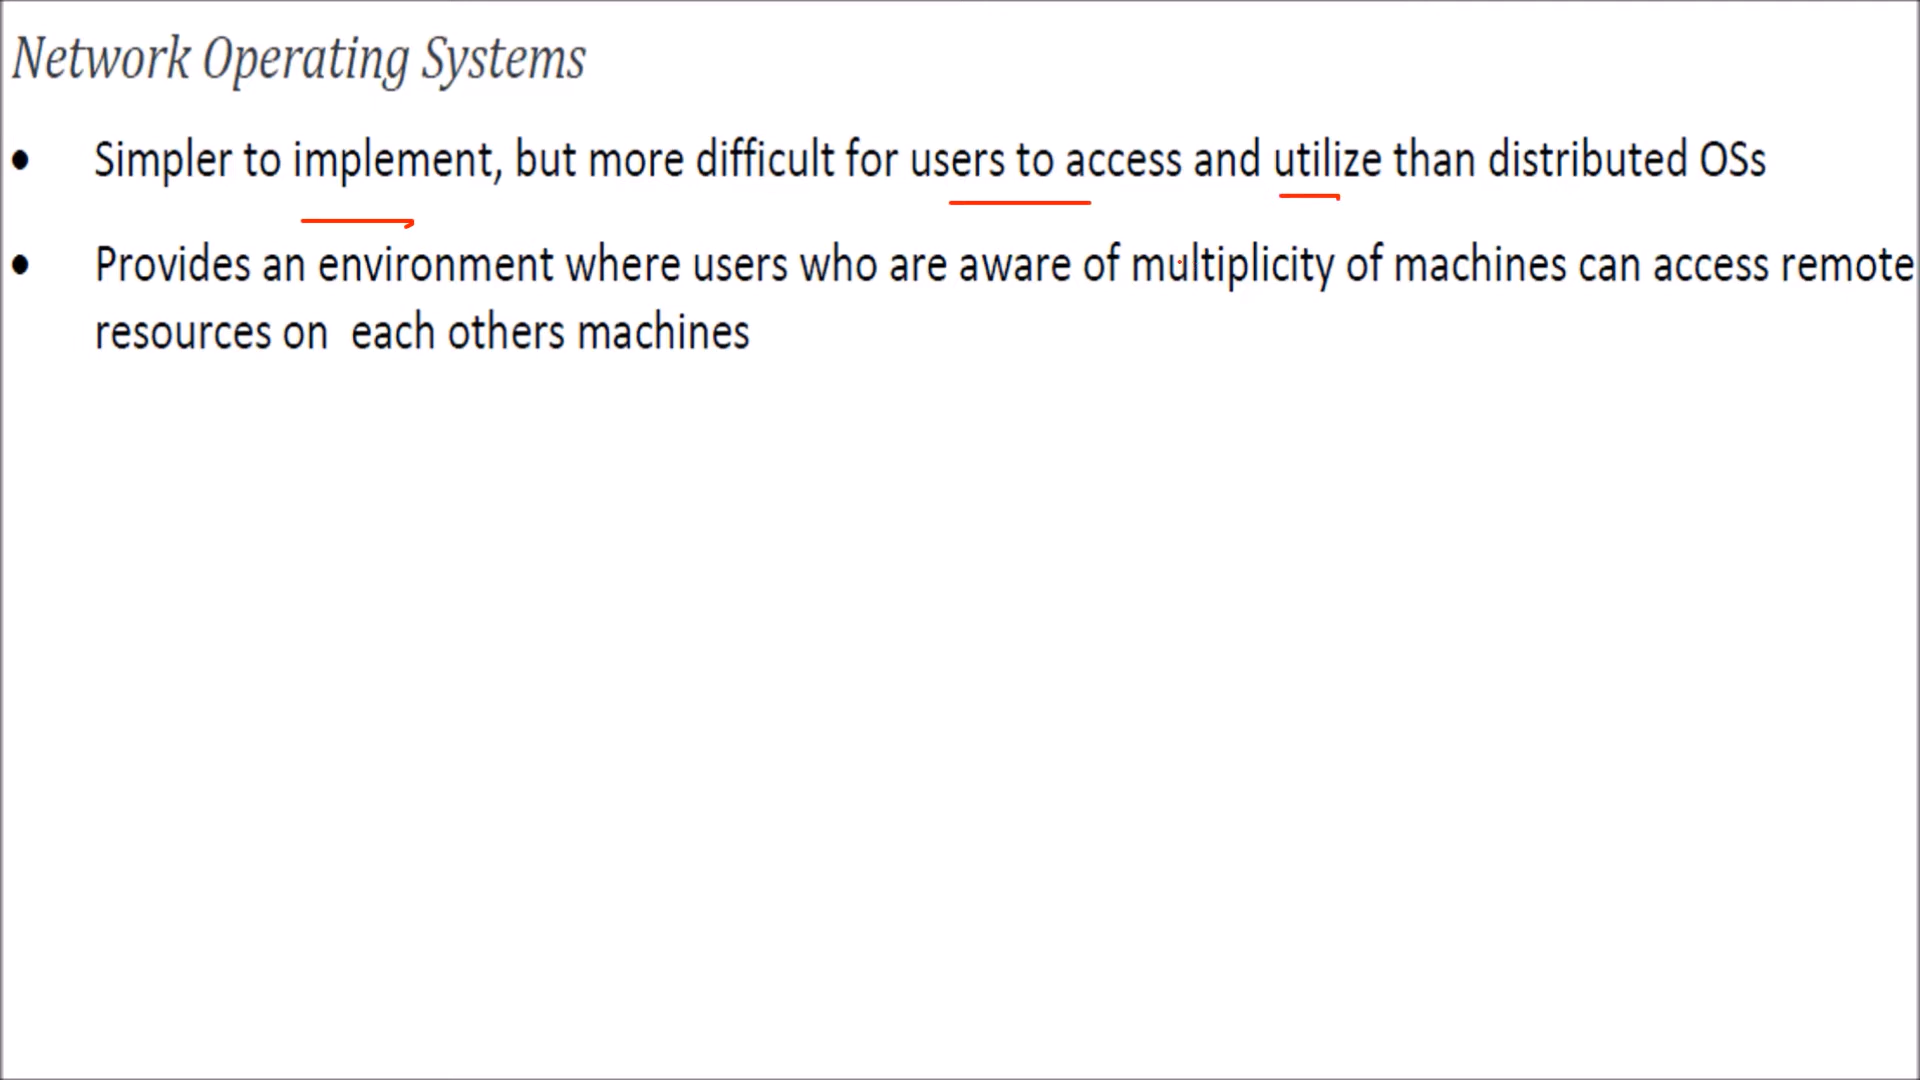 Network Operating Systems
• Simpler to implement, but more difficult for users to access and utilize than distributed OSs
• Provides an environment where users who are aware of multiplicity of machines can access remote
resources on each others machines